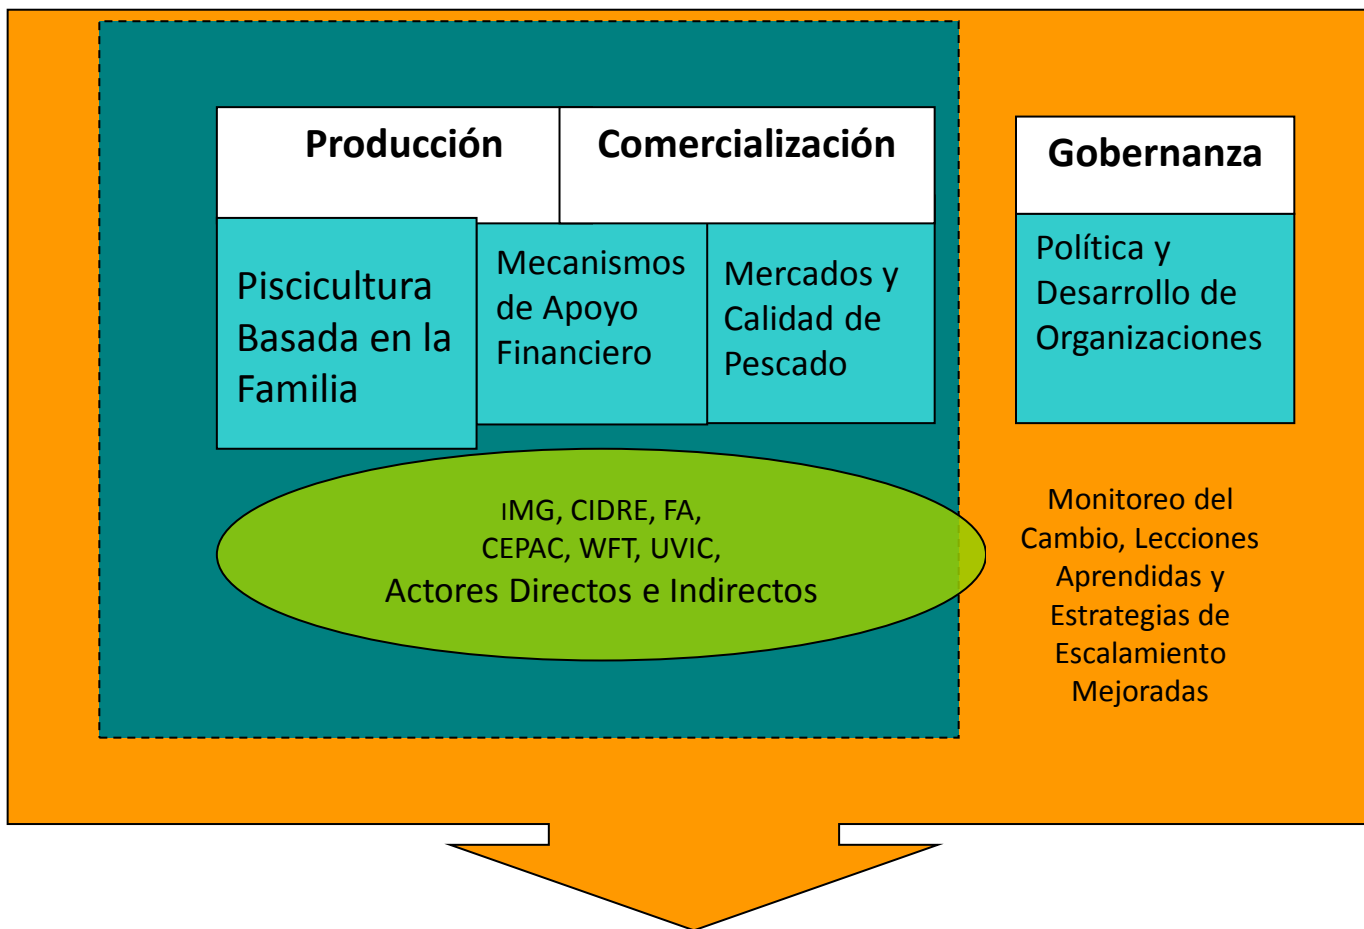 Producción
Comercialización
Gobernanza
Piscicultura
Basada en la
Familia
Mecanismos
de Apoyo
Financiero
Mercados y
Calidad de
Pescado
Política y
Desarrollo de
Organizaciones
IMG, CIDRE, FA,
CEPAC, WFT, UVIC,
Actores Directos e Indirectos
Monitoreo del
Cambio, Lecciones
Aprendidas y
Estrategias de
Escalamiento
Mejoradas